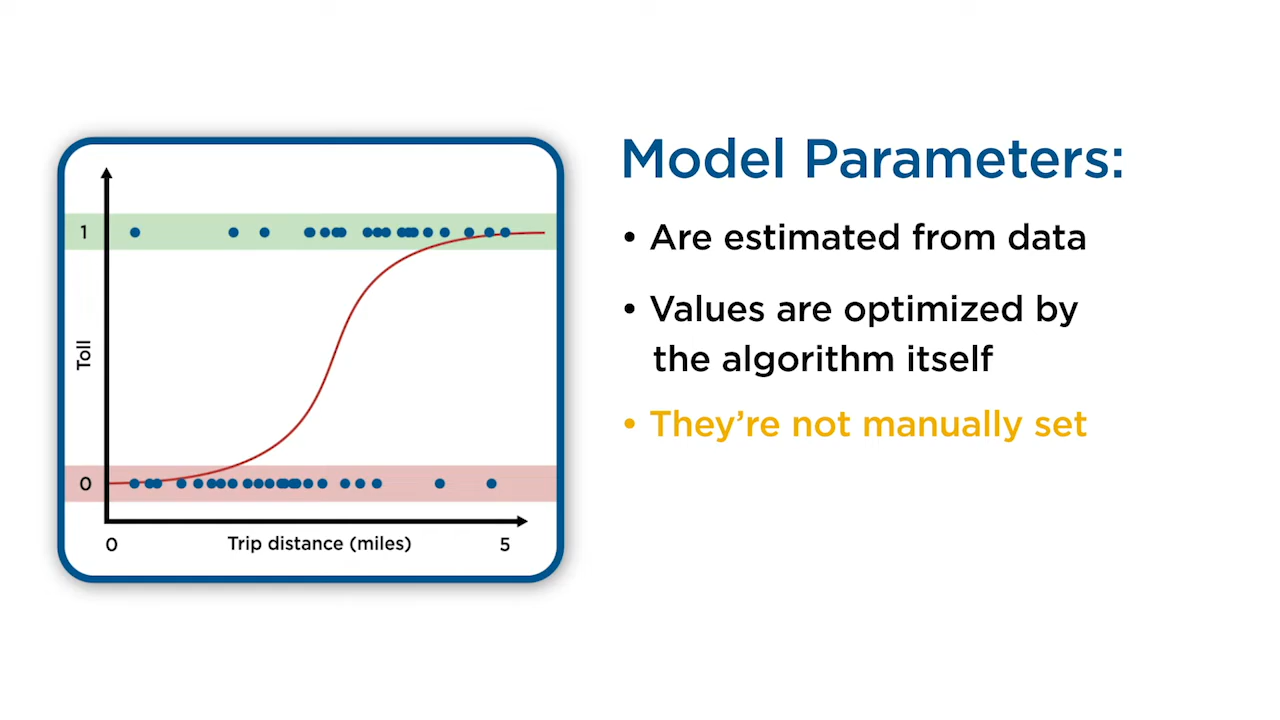 Model Parameters:
• Are estimated from data
• Values are optimized by
the algorithm itself
• They're not manually set
1
Toll
0
0
Trip distance (miles)
5